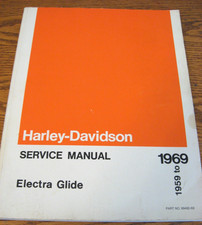 Harley-Davidson
SERVICE MANUAL
1959 to 1969
Electra Glide